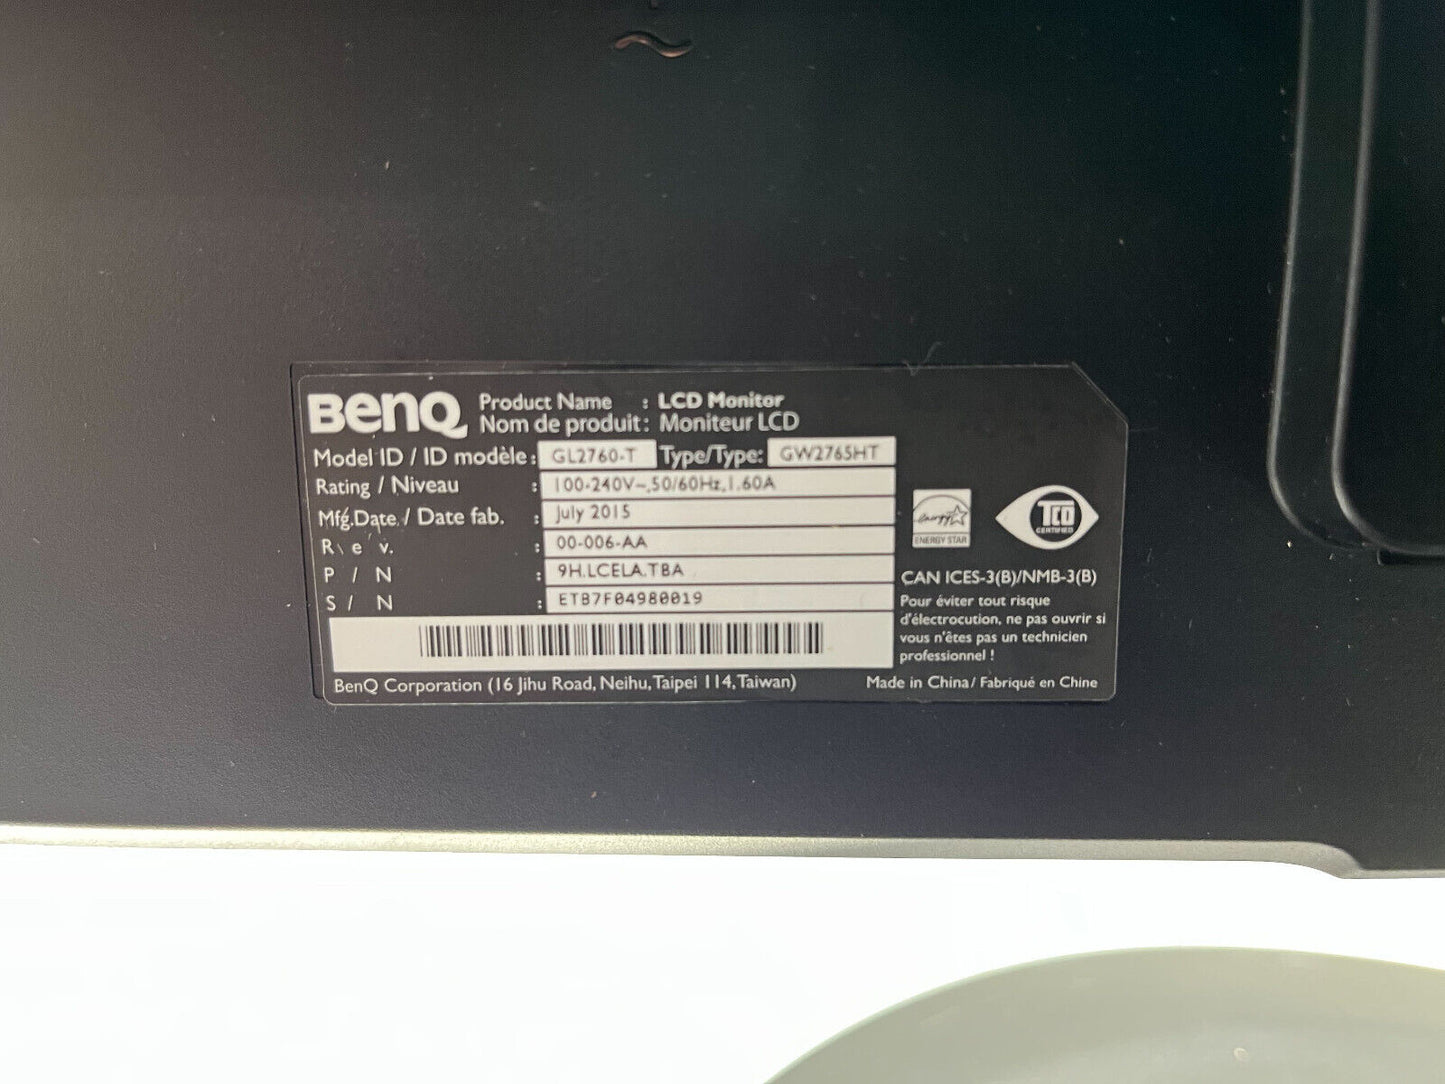 BenQ Product Name : LCD Monitor
Nom de produit : Moniteur LCD
Model ID / ID modèle : GL2760-T Type/Type: GW2765HT
Rating / Niveau : 100-240V~,50/60Hz,1.60A
Mfg.Date / Date fab. : July 2015
R e v. : 00-006-AA
P / N : 9H.LCELA.TBA
S / N : ETB7F04980019
energy
ENERGY STAR
TCO
CERTIFIED
CAN ICES-3(B)/NMB-3(B)
Pour éviter tout risque
d'électrocution, ne pas ouvrir si
vous n'êtes pas un technicien
professionnel !
BenQ Corporation (16 Jihu Road, Neihu, Taipei 114, Taiwan)
Made in China / Fabriqué en Chine